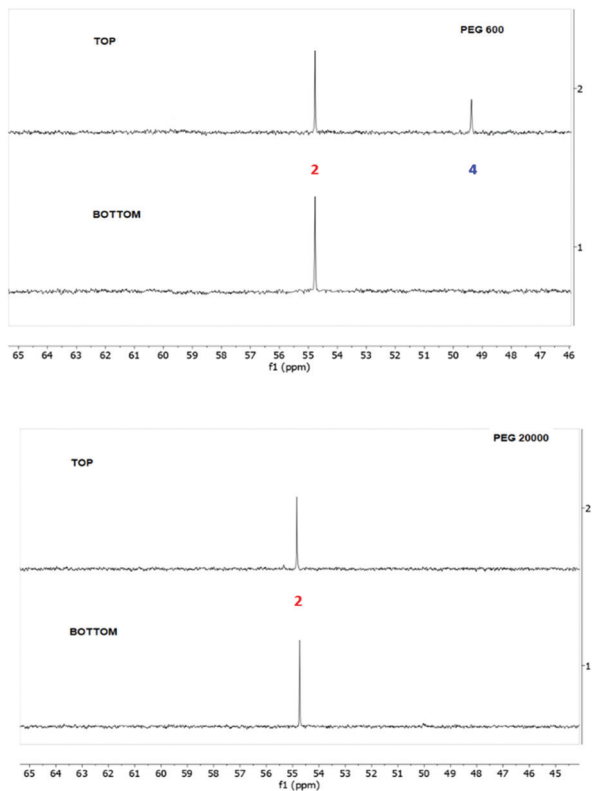 PEG 600
TOP
2
2 4
BOTTOM
1
65 64 63 62 61 60 59 58 57 56 55 54 53 52 51 50 49 48 47 46
f1 (ppm)
PEG 20000
TOP
2
2
BOTTOM
1
65 64 63 62 61 60 59 58 57 56 55 54 53 52 51 50 49 48 47 46 45
f1 (ppm)